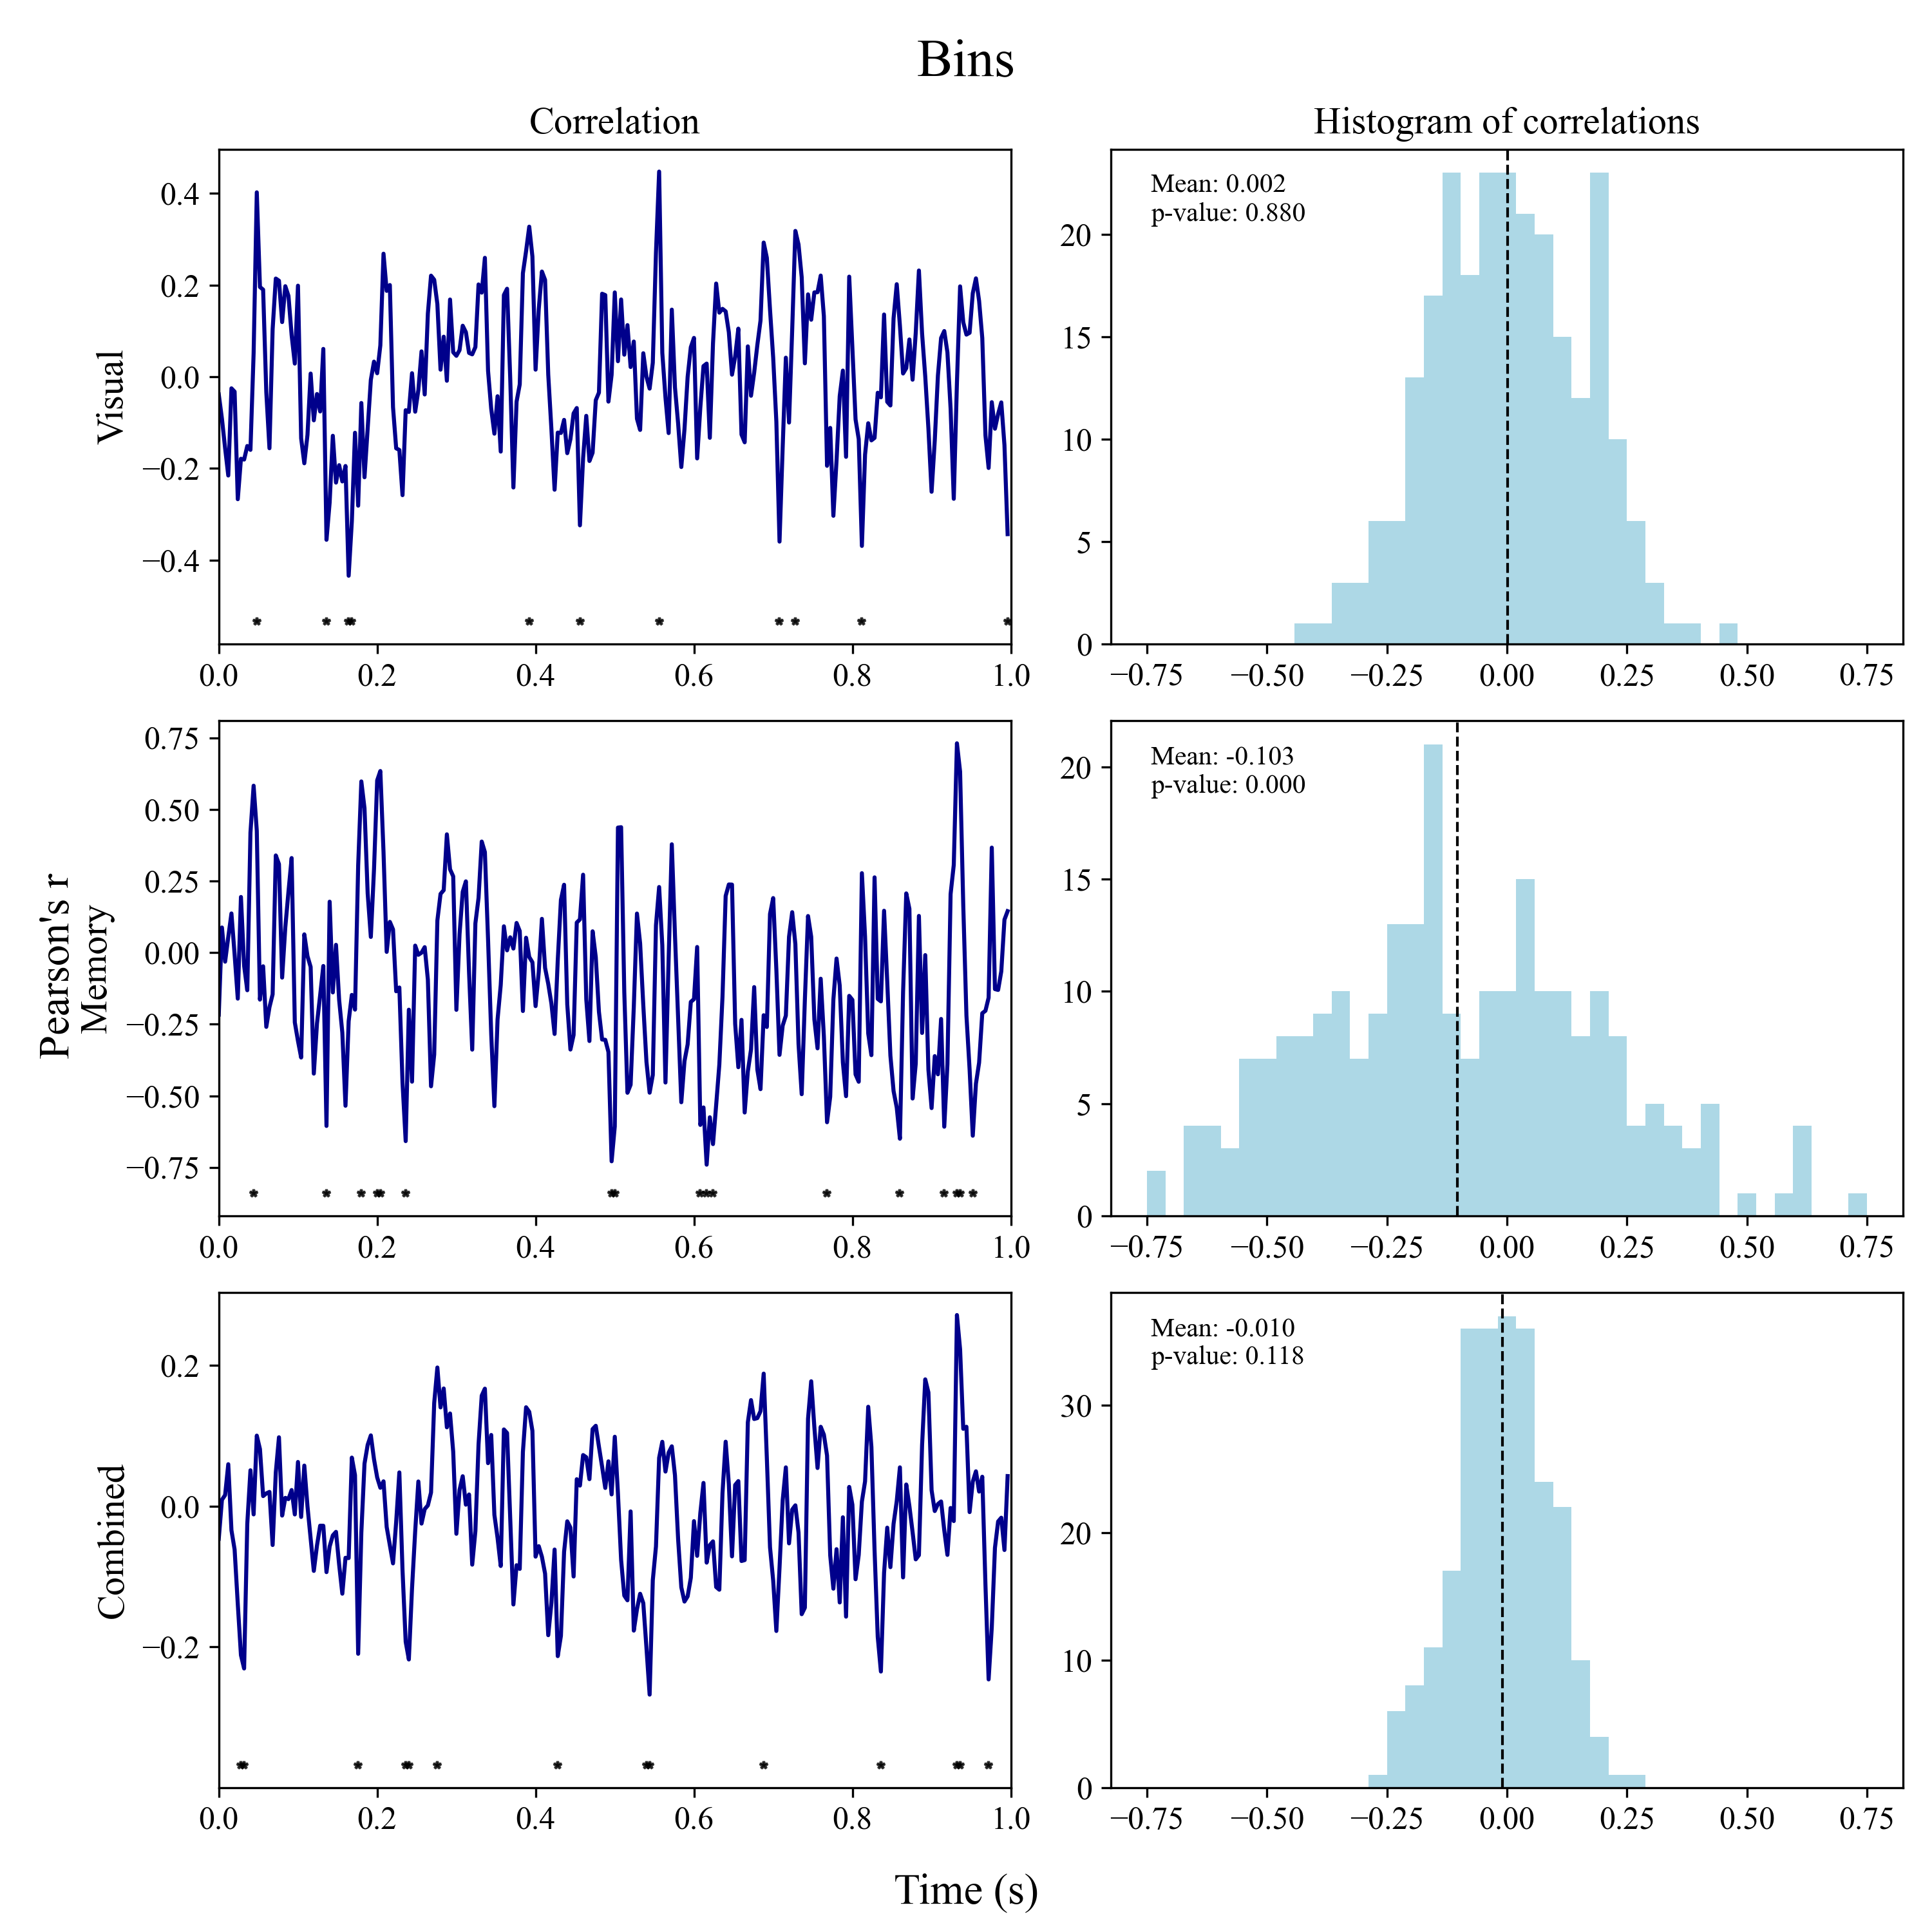 Bins
Correlation
Histogram of correlations
Visual
0.4
0.2
0.0
−0.2
−0.4
0.0 0.2 0.4 0.6 0.8 1.0
* * * * * * * * * * *
Mean: 0.002
p-value: 0.880
20
15
10
5
0
−0.75 −0.50 −0.25 0.00 0.25 0.50 0.75
Pearson's r
Memory
0.75
0.50
0.25
0.00
−0.25
−0.50
−0.75
0.0 0.2 0.4 0.6 0.8 1.0
Mean: -0.103
p-value: 0.000
20
15
10
5
0
−0.75 −0.50 −0.25 0.00 0.25 0.50 0.75
Combined
0.2
0.0
−0.2
0.0 0.2 0.4 0.6 0.8 1.0
Mean: -0.010
p-value: 0.118
30
20
10
0
−0.75 −0.50 −0.25 0.00 0.25 0.50 0.75
Time (s)